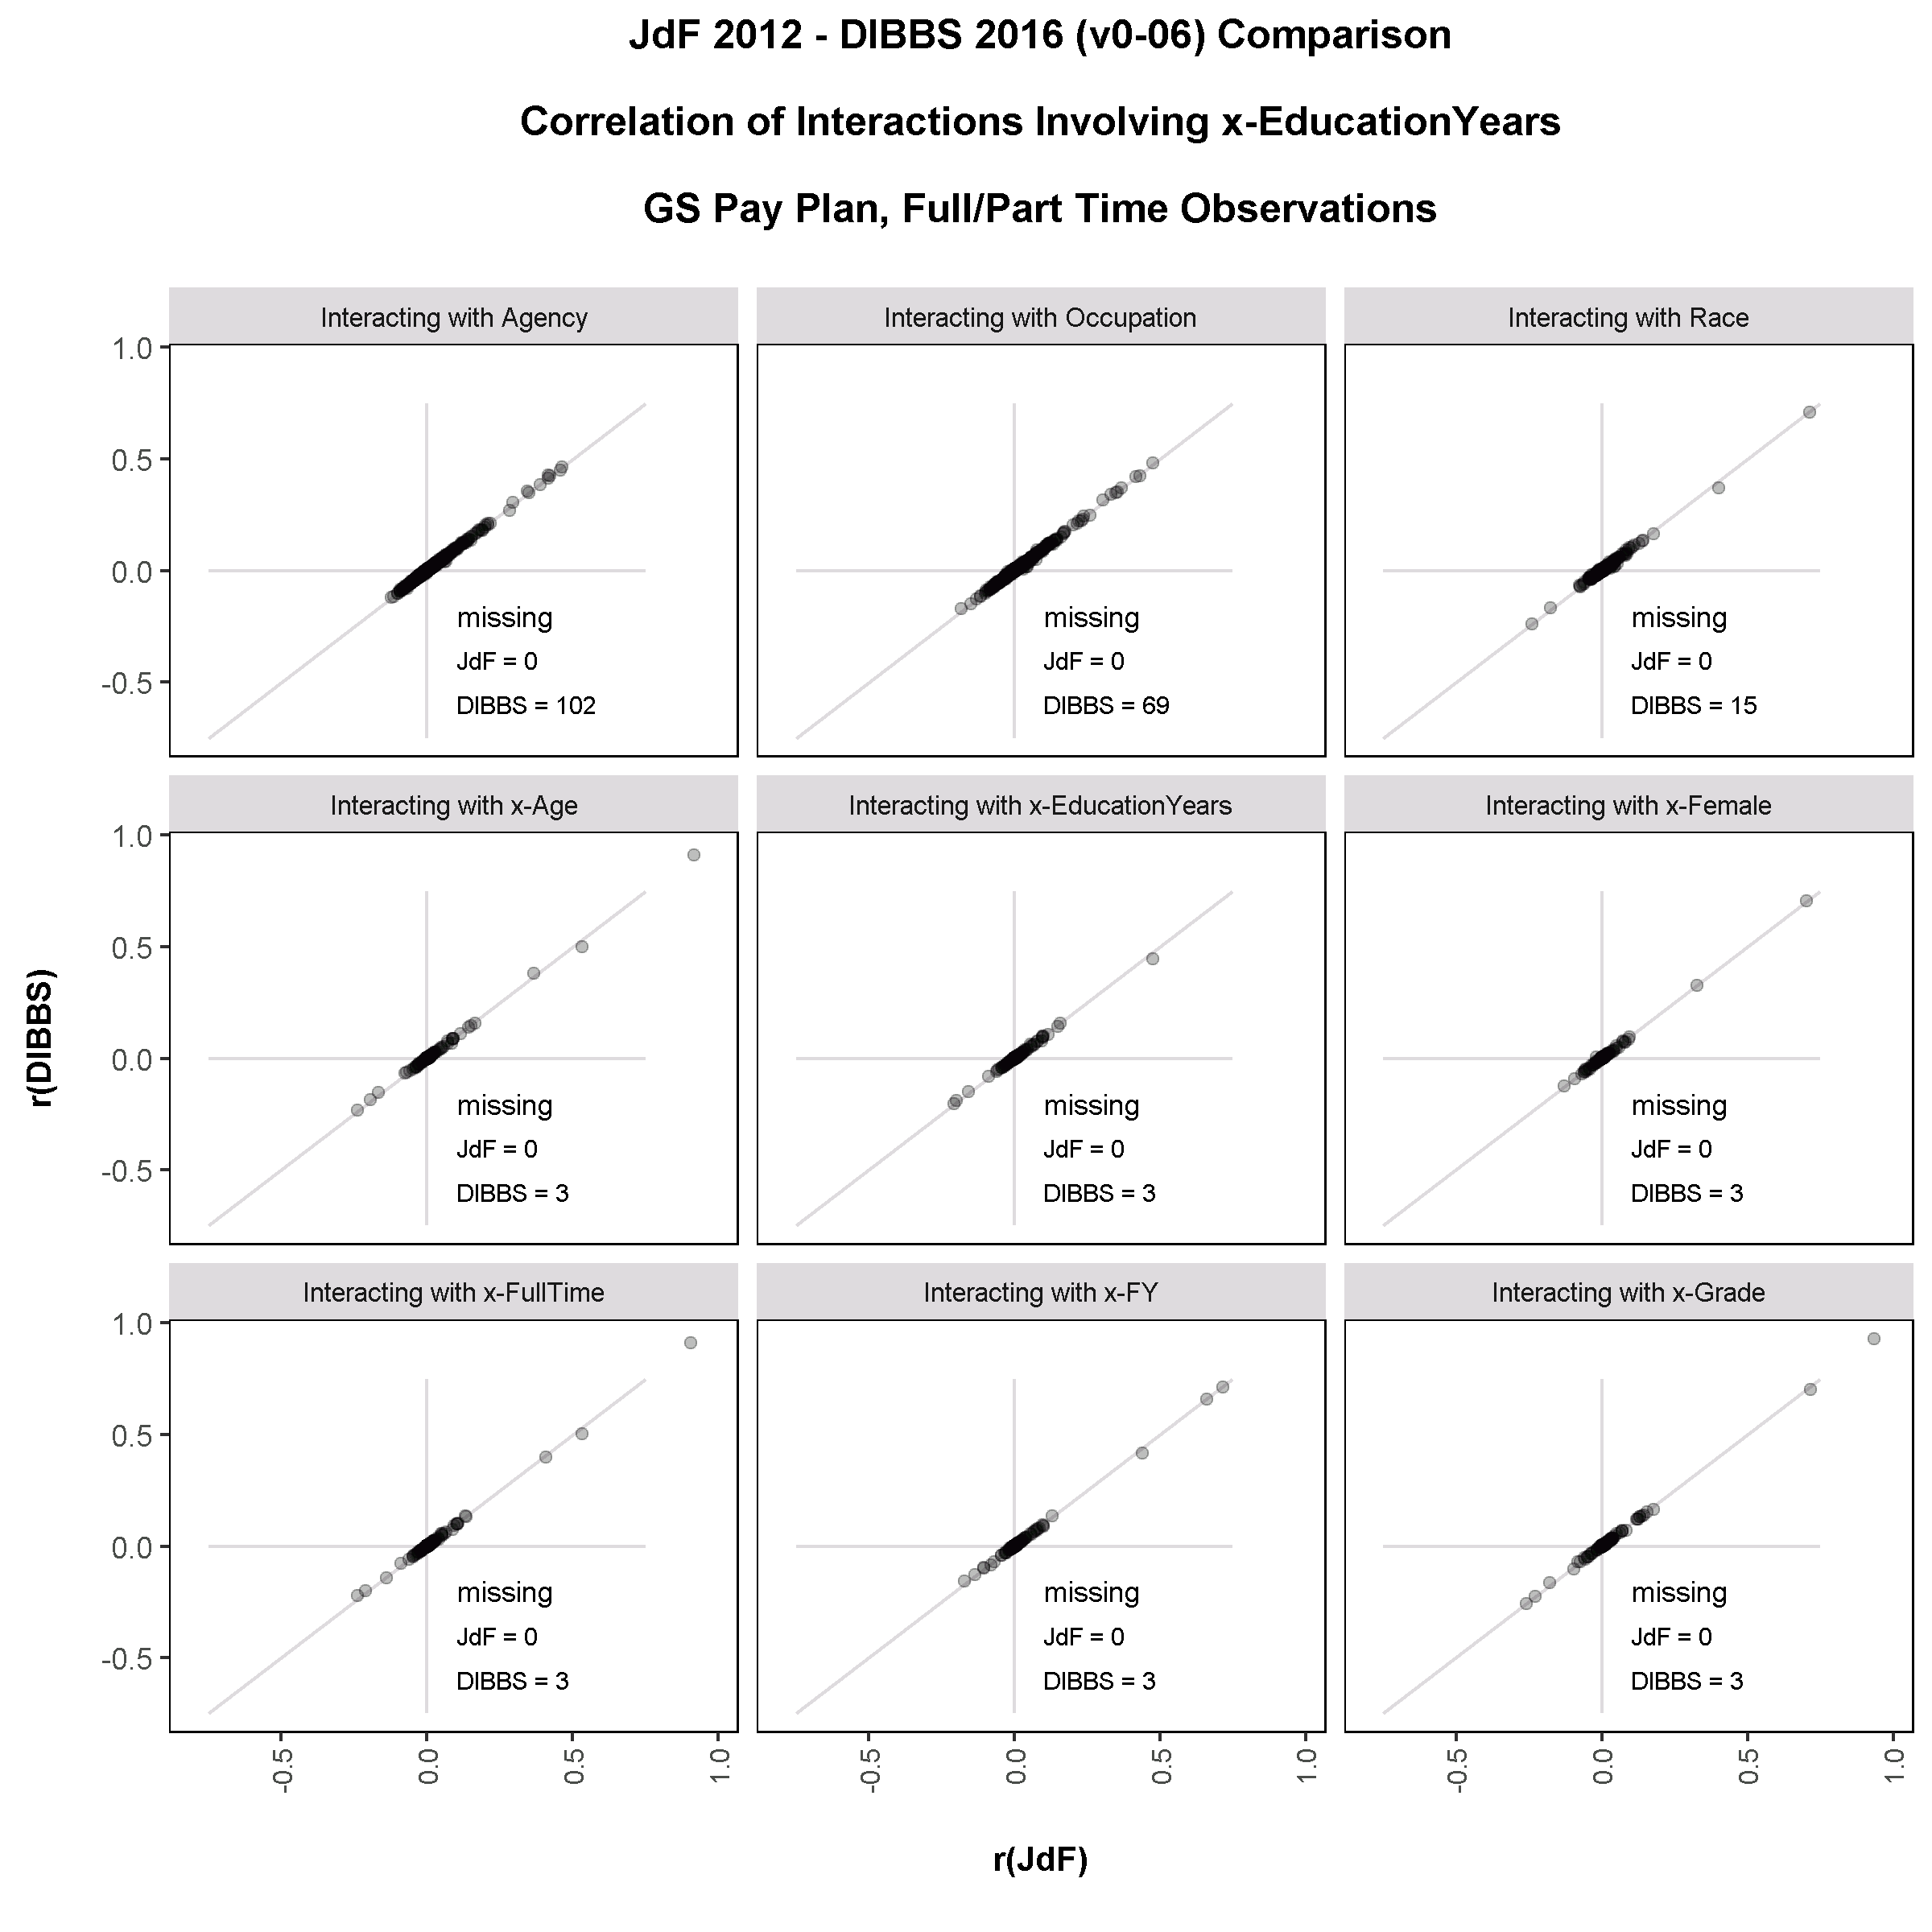 JdF 2012 - DIBBS 2016 (v0-06) Comparison
Correlation of Interactions Involving x-EducationYears
GS Pay Plan, Full/Part Time Observations
Interacting with Agency
Interacting with Occupation
Interacting with Race
1.0
0.5
0.0
-0.5
missing
JdF = 0
DIBBS = 102
missing
JdF = 0
DIBBS = 69
missing
JdF = 0
DIBBS = 15
Interacting with x-Age
Interacting with x-EducationYears
Interacting with x-Female
1.0
0.5
0.0
-0.5
missing
JdF = 0
DIBBS = 3
missing
JdF = 0
DIBBS = 3
missing
JdF = 0
DIBBS = 3
r(DIBBS)
Interacting with x-FullTime
Interacting with x-FY
Interacting with x-Grade
1.0
0.5
0.0
-0.5
missing
JdF = 0
DIBBS = 3
missing
JdF = 0
DIBBS = 3
missing
JdF = 0
DIBBS = 3
-0.5
0.0
0.5
1.0
-0.5
0.0
0.5
1.0
-0.5
0.0
0.5
1.0
r(JdF)